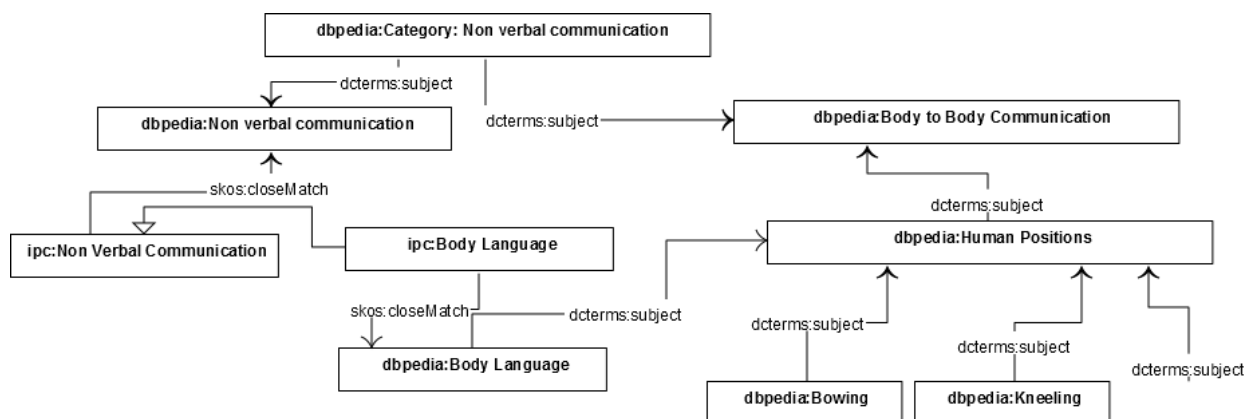 dbpedia:Category: Non verbal communication
dcterms:subject
dbpedia:Non verbal communication
dcterms:subject
dbpedia:Body to Body Communication
skos:closeMatch
dcterms:subject
ipc:Non Verbal Communication
ipc:Body Language
dbpedia:Human Positions
skos:closeMatch
dcterms:subject
dcterms:subject
dcterms:subject
dcterms:subject
dbpedia:Body Language
dbpedia:Bowing
dbpedia:Kneeling